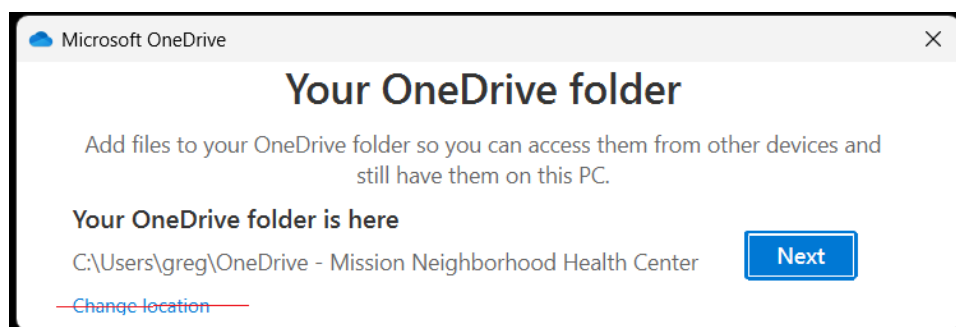 Microsoft OneDrive
Your OneDrive folder
Add files to your OneDrive folder so you can access them from other devices and
still have them on this PC.
Your OneDrive folder is here
C:\Users\greg\OneDrive - Mission Neighborhood Health Center
Next
Change location